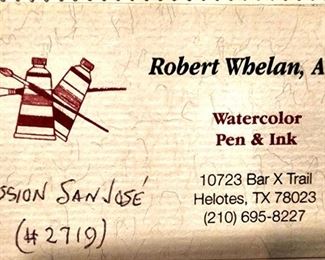 Robert Whelan, A
Watercolor
Pen & Ink
10723 Bar X Trail
Helotes, TX 78023
(210) 695-8227
SSION SAN JOSÉ
(#2719)